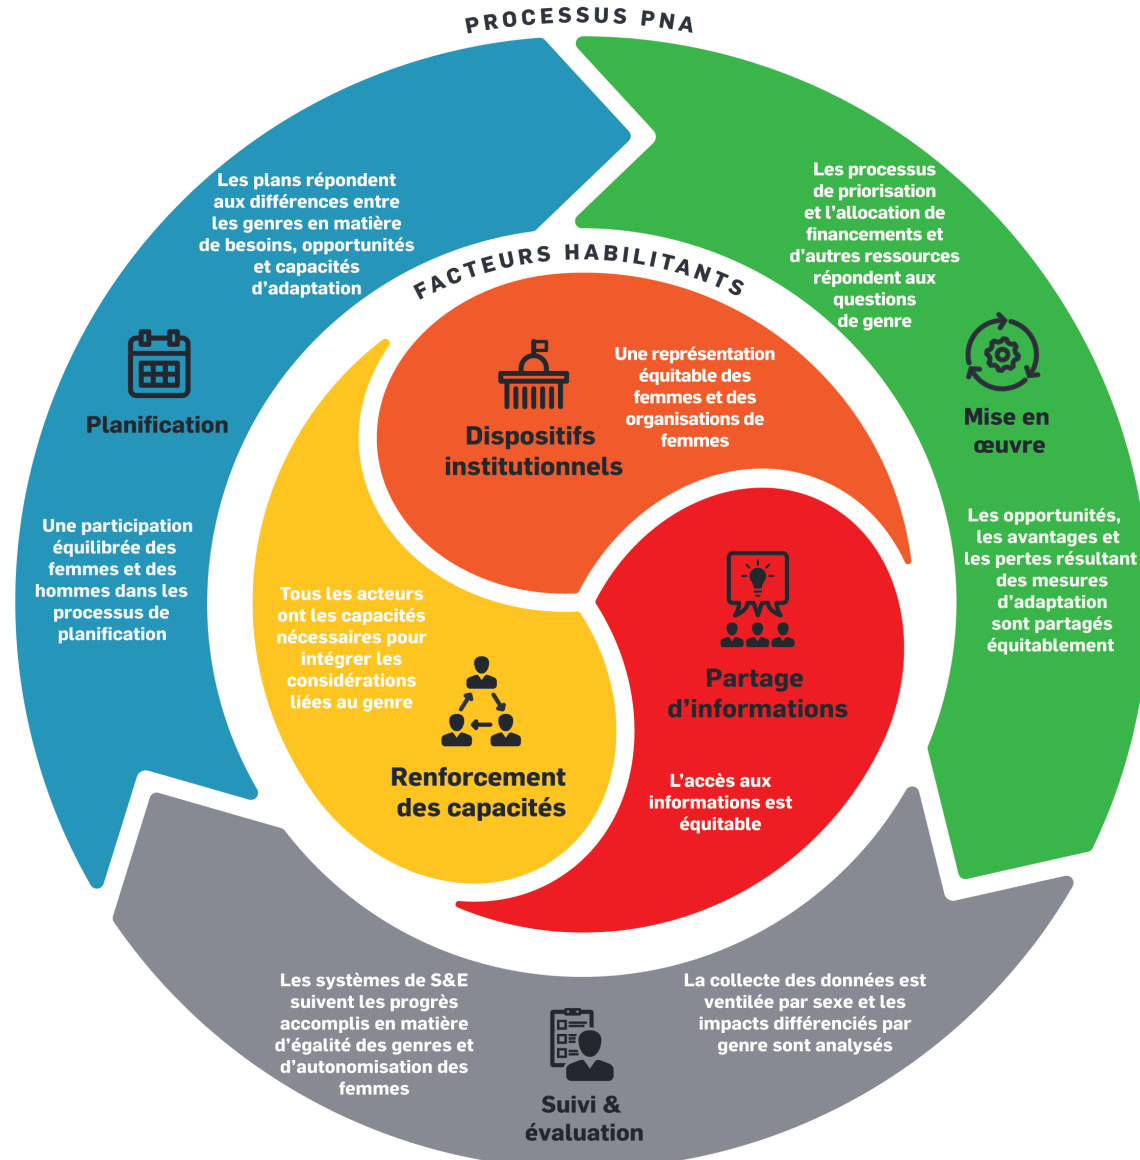 PROCESSUS PNA
Les plans répondent
aux différences entre
les genres en matière
de besoins, opportunités
et capacités
d'adaptation
Planification
Une participation
équilibrée des
femmes et des
hommes dans les
processus de
planification
Les processus
de priorisation
et l'allocation de
financements et
d'autres ressources
répondent aux
questions
de genre
Mise en
œuvre
Les opportunités,
les avantages et
les pertes résultant
des mesures
d'adaptation
sont partagés
équitablement
FACTEURS HABILITANTS
Dispositifs
institutionnels
Une représentation
équitable des
femmes et des
organisations de
femmes
Tous les acteurs
ont les capacités
nécessaires pour
intégrer les
considérations
liées au genre
Renforcement
des capacités
Partage
d'informations
L'accès aux
informations est
équitable
Les systèmes de S&E
suivent les progrès
accomplis en matière
d'égalité des genres et
d'autonomisation des
femmes
Suivi &
évaluation
La collecte des données est
ventilée par sexe et les
impacts différenciés par
genre sont analysés